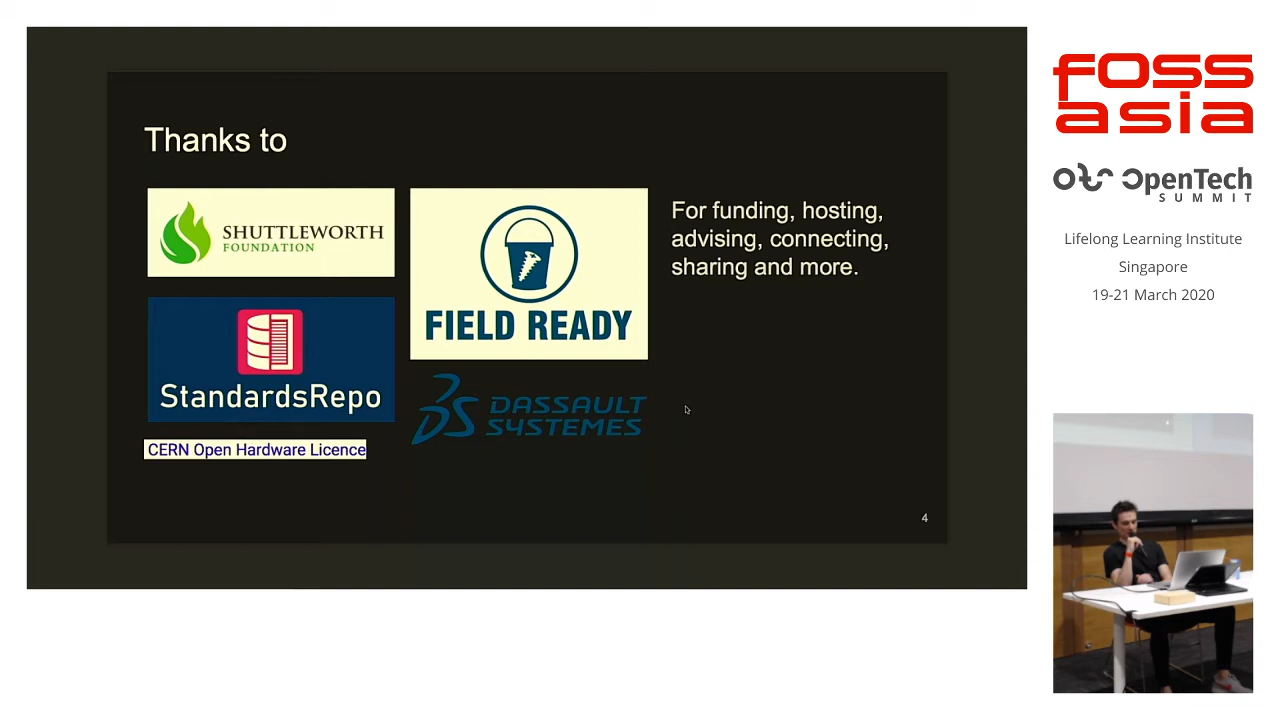 Thanks to
SHUTTLEWORTH
FOUNDATION
FIELD READY
StandardsRepo
DASSAULT
SYSTEMES
CERN Open Hardware Licence
For funding, hosting,
advising, connecting,
sharing and more.
4
FOSS
asia
OpenTech
SUMMIT
Lifelong Learning Institute
Singapore
19-21 March 2020